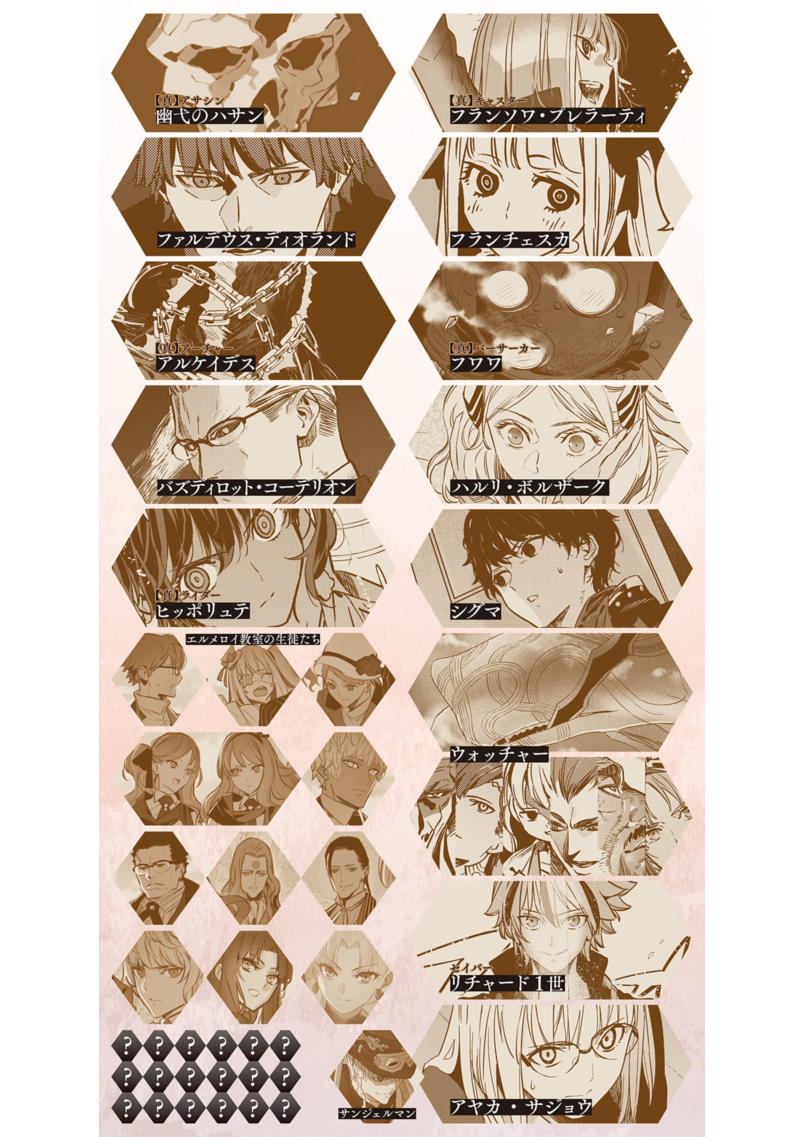 【真】アサシン
幽弋のハサン
【真】キャスター
フランソワ・プレラーティ
ファルデウス・ディオランド
フランチェスカ
【真】アーチャー
アルケイデス
【真】バーサーカー
フワワ
バズディロット・コーデリオン
ハルリ・ボルザーク
【真】ライダー
ヒッポリュテ
シグマ
エルメロイ教室の生徒たち
ウォッチャー
セイバー
リチャード1世
? ? ? ? ? ?
? ? ? ? ? ?
? ? ? ? ? ?
サンジェルマン
アヤカ・サジョウ